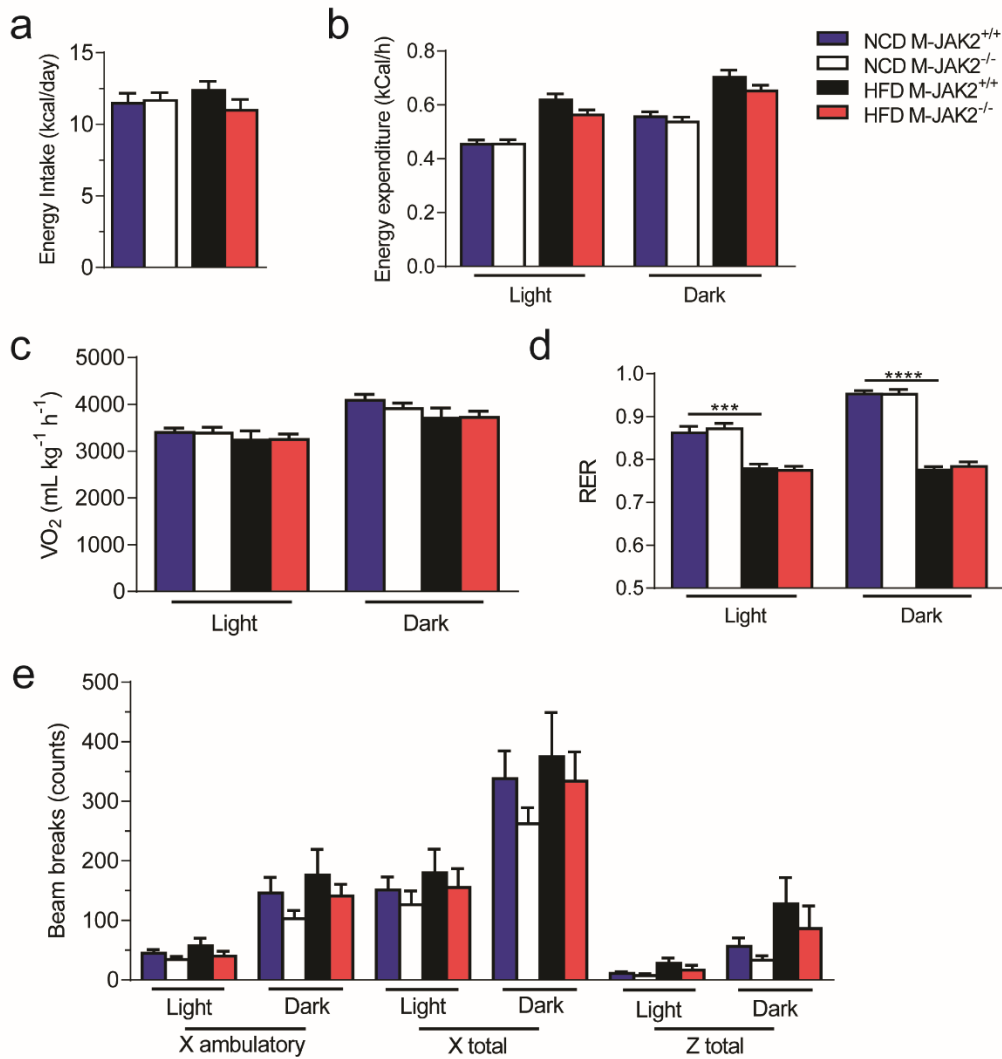 a
Energy Intake (kcal/day)
15
10
5
0
b
Energy expenditure (kCal/h)
0.8
0.6
0.4
0.2
0.0
Light
Dark
NCD M-JAK2+/+
NCD M-JAK2-/-
HFD M-JAK2+/+
HFD M-JAK2-/-
c
VO2 (mL kg-1 h-1)
5000
4000
3000
2000
1000
0
Light
Dark
d
RER
1.0
0.9
0.8
0.7
0.6
0.5
***
****
Light
Dark
e
Beam breaks (counts)
500
400
300
200
100
0
Light
Dark
Light
Dark
Light
Dark
X ambulatory
X total
Z total